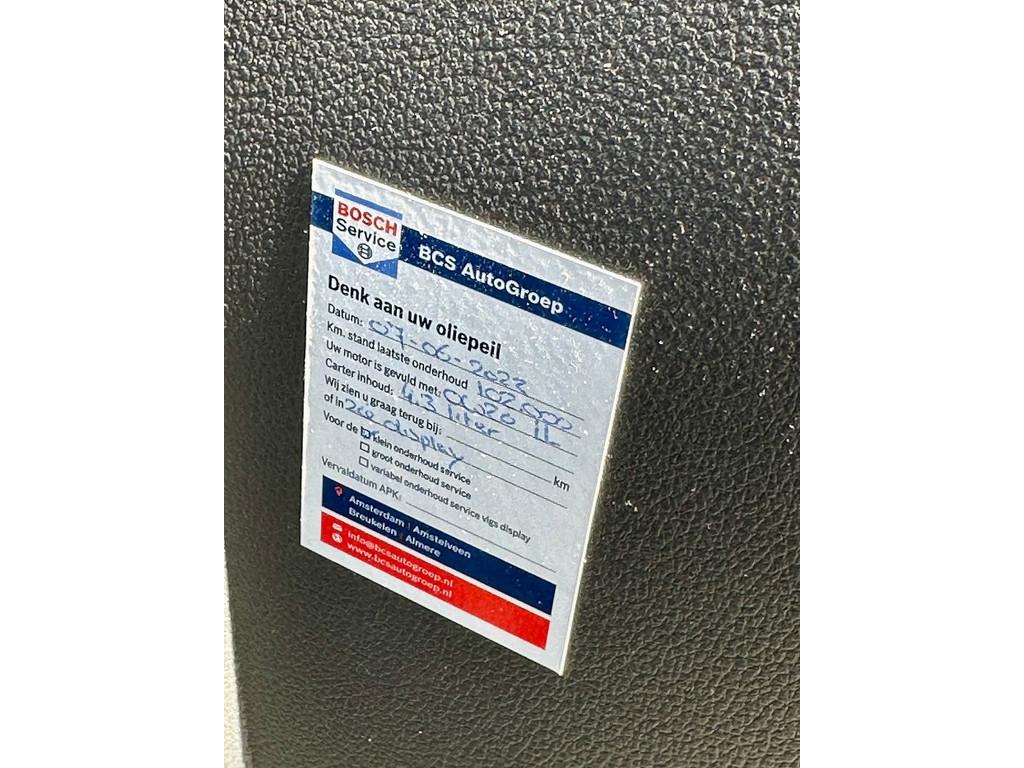 BOSCH
Service
BCS AutoGroep
Denk aan uw oliepeil
Datum: 07-06-2022
Km. stand laatste onderhoud 102.000
Uw motor is gevuld met: 0W20 1L
Carter inhoud: 4.3 liter
Wij zien u graag terug bij:
of in zie display km
Voor de klein onderhoud service
groot onderhoud service
variabel onderhoud service vlgs display
Vervaldatum APK:
Amsterdam | Amstelveen
Breukelen | Almere
info@bcsautogroep.nl
www.bcsautogroep.nl